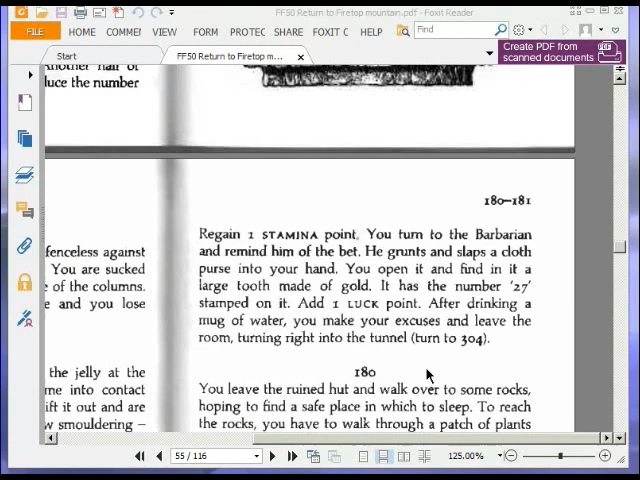 FF50 Return to Firetop mountain.pdf - Foxit Reader
FILE HOME COMMEI VIEW FORM PROTEC SHARE FOXIT C HELP Find
Start FF50 Return to Firetop m... Create PDF from
scanned documents
luce the number
180–181
fenceless against
You are sucked
e of the columns.
e and you lose
the jelly at the
me into contact
ift it out and are
w smouldering –
Regain 1 STAMINA point. You turn to the Barbarian
and remind him of the bet. He grunts and slaps a cloth
purse into your hand. You open it and find in it a
large tooth made of gold. It has the number '27'
stamped on it. Add 1 LUCK point. After drinking a
mug of water, you make your excuses and leave the
room, turning right into the tunnel (turn to 304).
180
You leave the ruined hut and walk over to some rocks,
hoping to find a safe place in which to sleep. To reach
the rocks, you have to walk through a patch of plants
55 / 116 125.00%